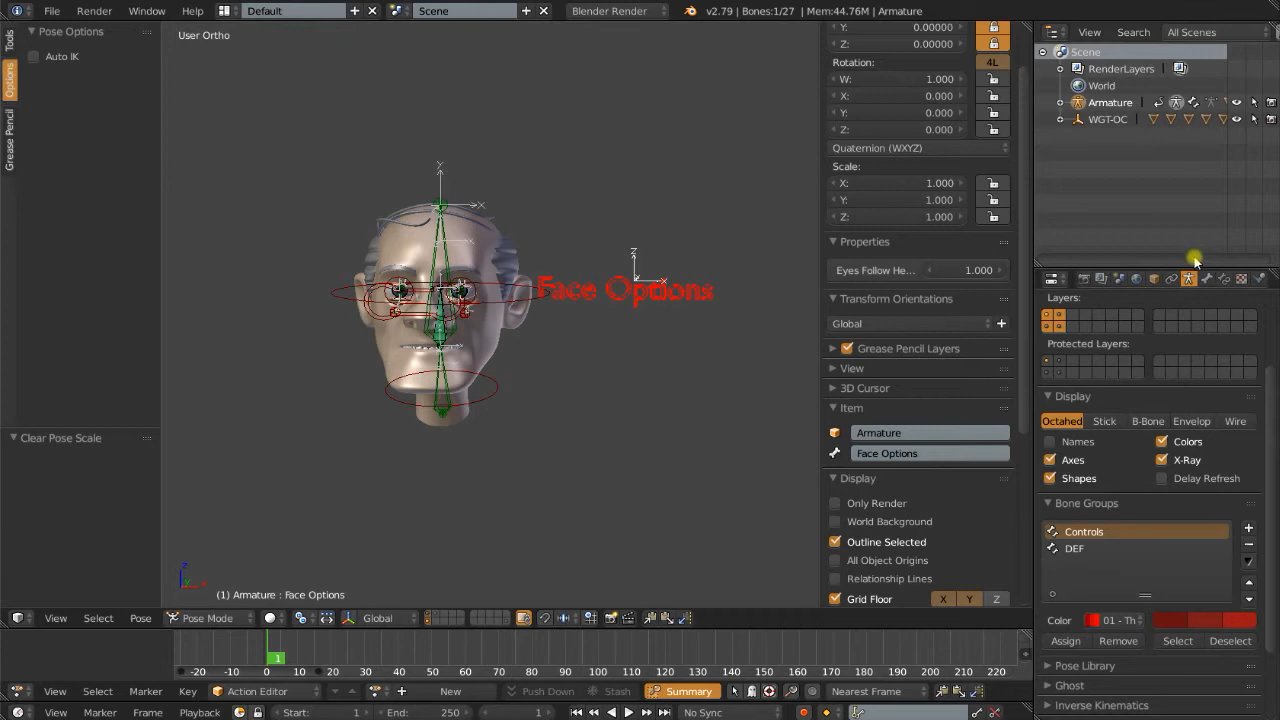 File Render Window Help Default Scene Blender Render v2.79 | Bones:1/27 | Mem:44.76M | Armature
Tools
Options
Grease Pencil
Pose Options
Auto IK
Clear Pose Scale
User Ortho
Y
X
X
Z
X
Face Options
(1) Armature : Face Options
View Select Pose Pose Mode Global
Y: 0.00000
Z: 0.00000
Rotation: 4L
W: 1.000
X: 0.000
Y: 0.000
Z: 0.000
Quaternion (WXYZ)
Scale:
X: 1.000
Y: 1.000
Z: 1.000
Properties
Eyes Follow He... 1.000
Transform Orientations
Global
Grease Pencil Layers
View
3D Cursor
Item
Armature
Face Options
Display
Only Render
World Background
Outline Selected
All Object Origins
Relationship Lines
Grid Floor X Y Z
View Search All Scenes
Scene
RenderLayers
World
Armature
WGT-OC
Layers:
Protected Layers:
Display
Octahed Stick B-Bone Envelop Wire
Names Colors
Axes X-Ray
Shapes Delay Refresh
Bone Groups
Controls
DEF
Color 01 - Th
Assign Remove Select Deselect
Pose Library
Ghost
Inverse Kinematics
-20 -10 0 10 20 30 40 50 60 70 80 90 100 110 120 130 140 150 160 170 180 190 200 210 220
1
View Select Marker Key Action Editor New Push Down Stash Summary Nearest Frame
View Marker Frame Playback Start: 1 End: 250 1 No Sync